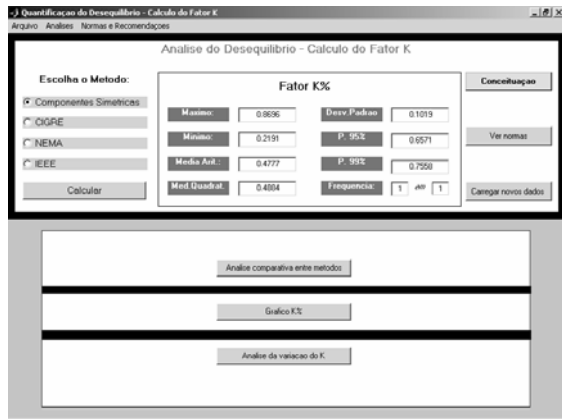 Quantificaçao do Desequilibrio - Calculo do Fator K
Arquivo Analises Normas e Recomendaçoes
Analise do Desequilibrio - Calculo do Fator K
Escolha o Metodo:
Componentes Simetricas
CIGRE
NEMA
IEEE
Calcular
Fator K%
Maximo: 0.8696 Desv.Padrao 0.1019
Minimo: 0.2191 P. 95% 0.6571
Media Arit.: 0.4777 P. 99% 0.7558
Med.Quadrat. 0.4884 Frequencia: 1 ao 1
Conceituaçao
Ver normas
Carregar novos dados
Analise comparativa entre metodos
Grafico K%
Analise da variacao do K